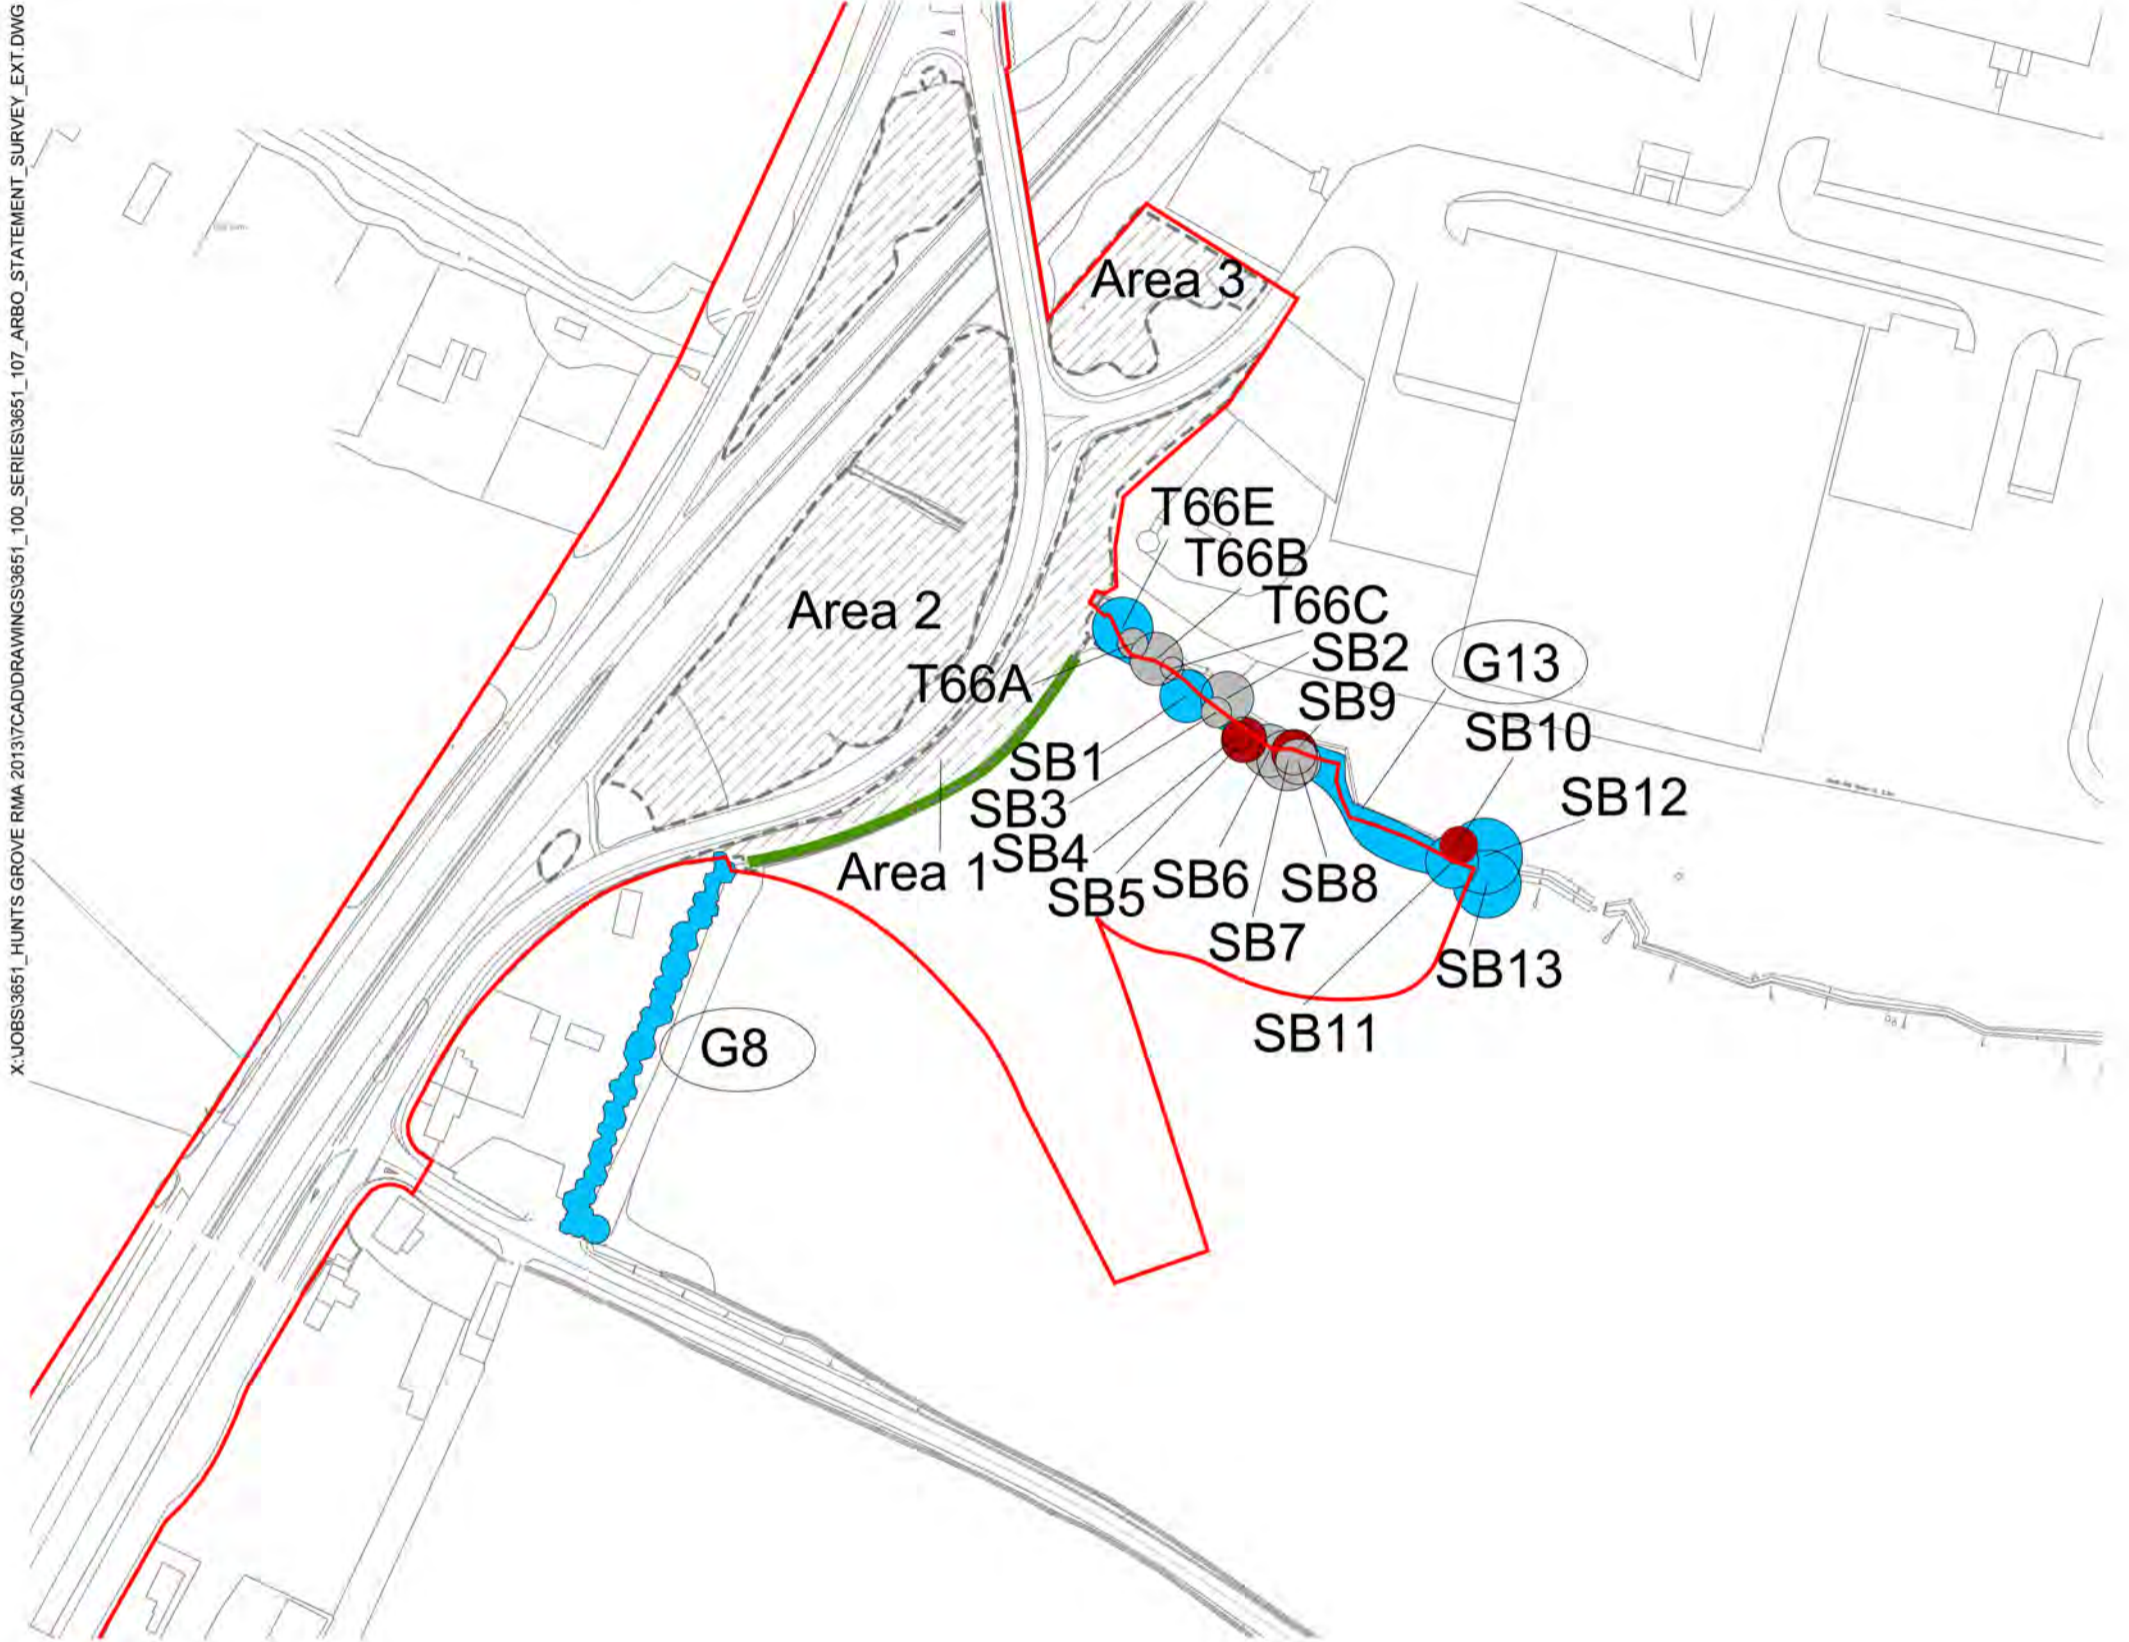 X:\JOBS\3651_HUNTS GROVE RMA 2013\7CAD\DRAWINGS\3651_100_SERIES\3651_107_ARBO_STATEMENT_SURVEY_EXT.DWG
Area 3
T66E
T66B
T66C
Area 2
SB2
G13
T66A
SB9
SB10
SB1
SB12
SB3
SB4
Area 1
SB5
SB6
SB8
SB7
SB13
SB11
G8